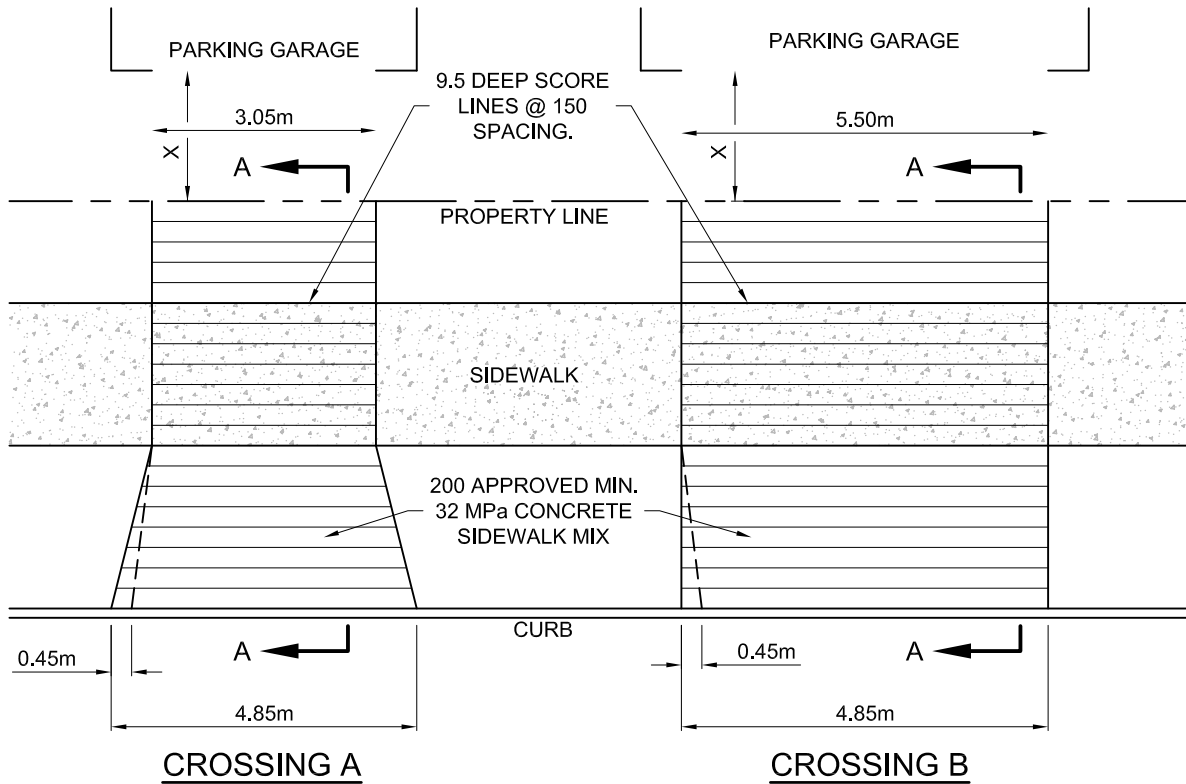 PARKING GARAGE
PARKING GARAGE
9.5 DEEP SCORE
LINES @ 150
SPACING.
3.05m
5.50m
X
X
A
A
PROPERTY LINE
SIDEWALK
200 APPROVED MIN.
32 MPa CONCRETE
SIDEWALK MIX
CURB
A
A
0.45m
0.45m
4.85m
4.85m
CROSSING A
CROSSING B